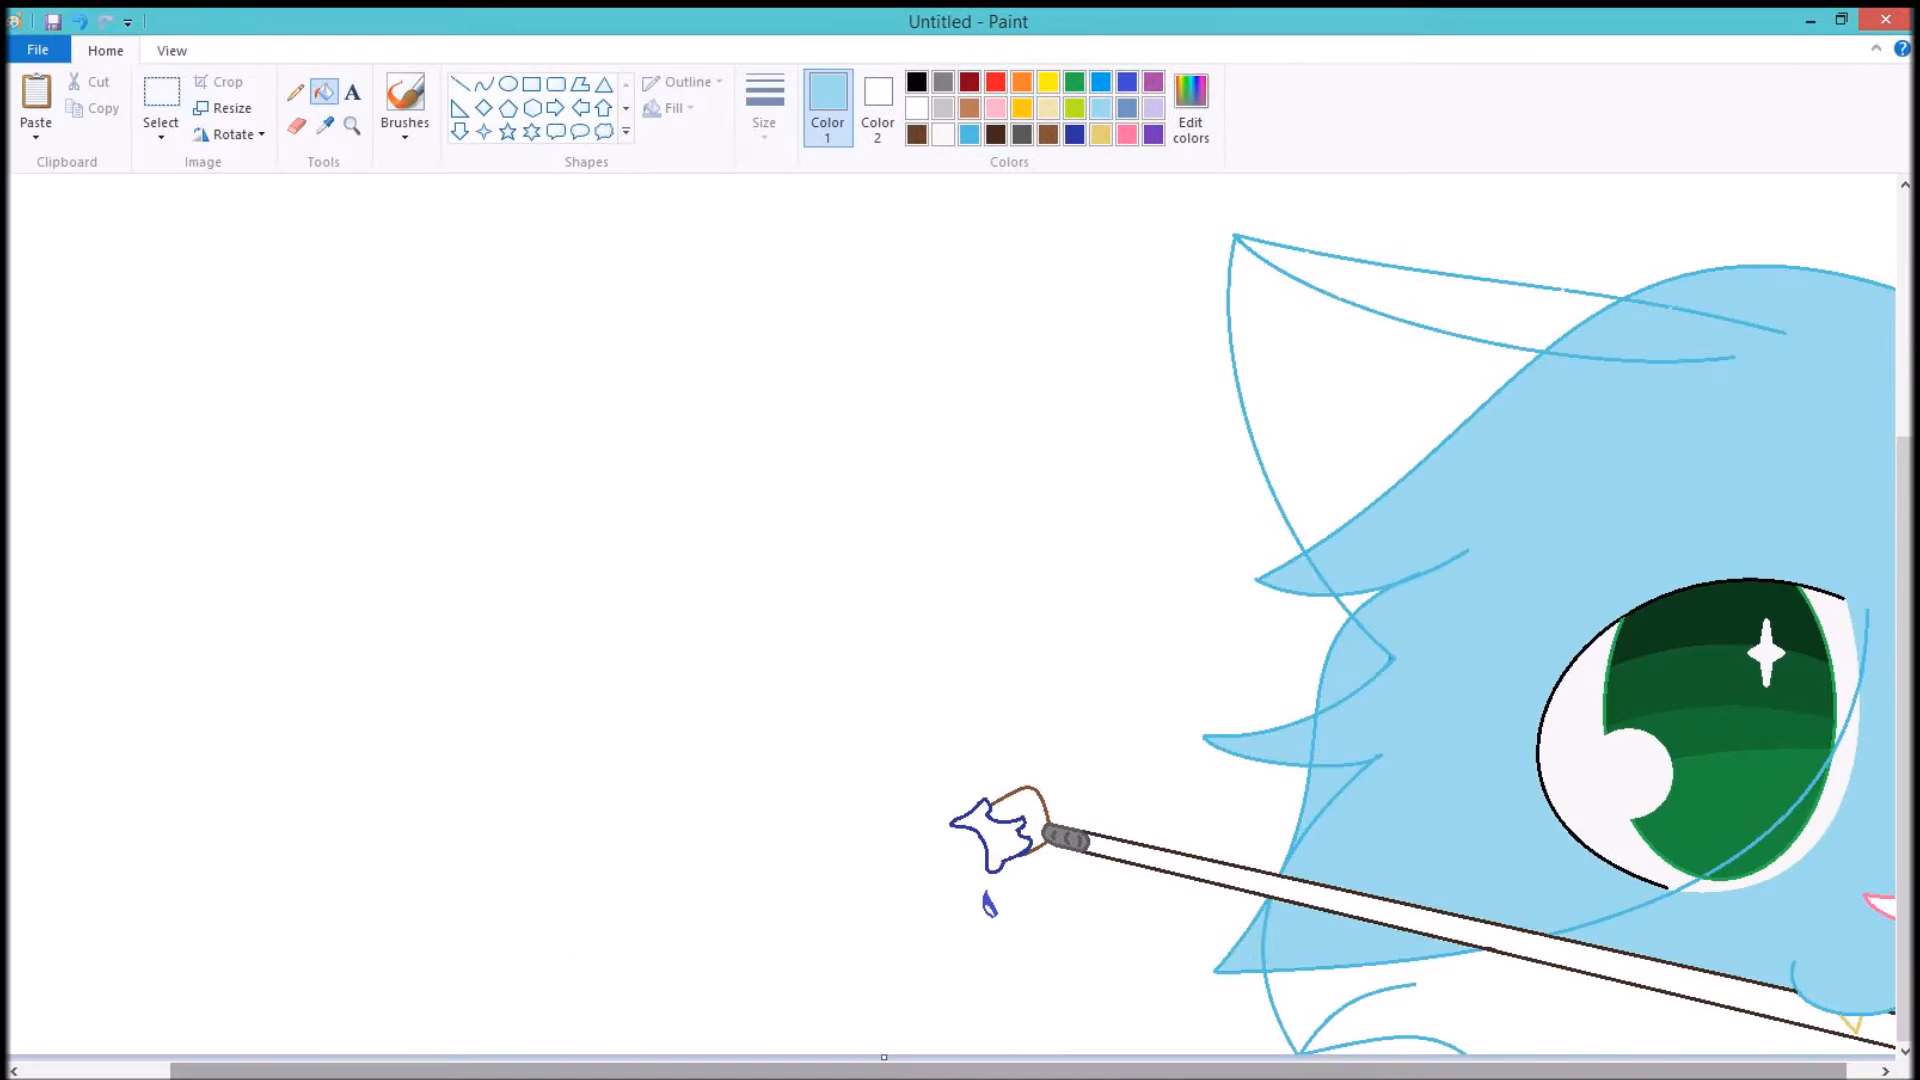 Untitled - Paint
File
Home
View
Paste
Cut
Copy
Clipboard
Select
Crop
Resize
Rotate
Image
A
Tools
Brushes
Shapes
Outline
Fill
Size
Color
1
Color
2
Edit
colors
Colors